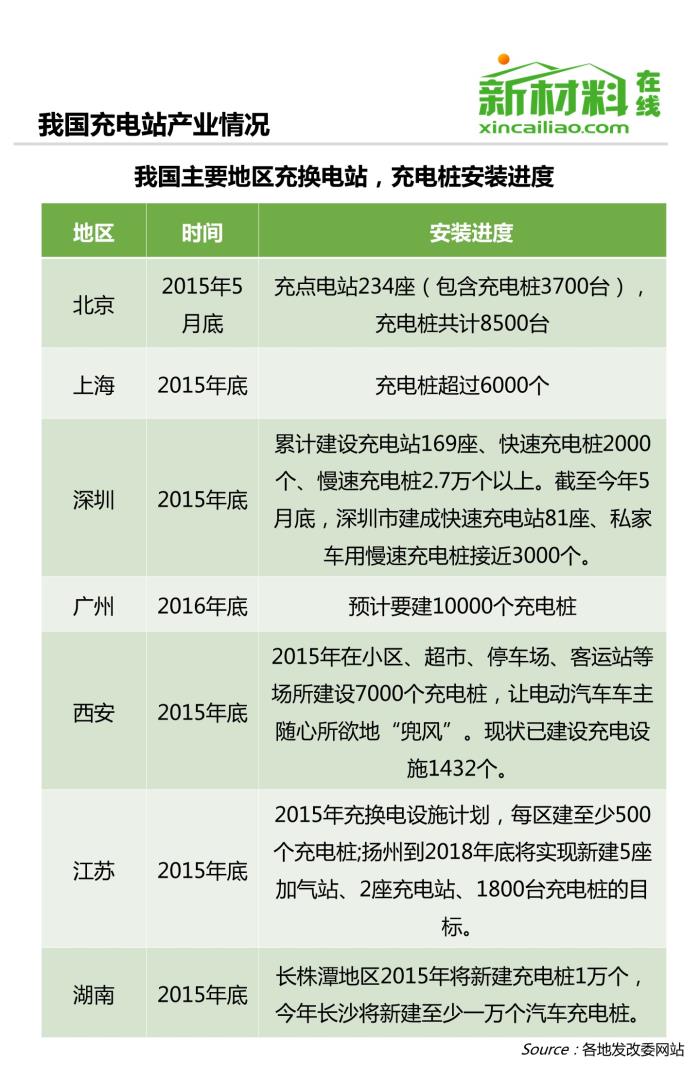 新材料在线
xincailiao.com
我国充电站产业情况
我国主要地区充换电站，充电桩安装进度
地区 时间 安装进度
北京 2015年5月底 充点电站234座（包含充电桩3700台），
充电桩共计8500台
上海 2015年底 充电桩超过6000个
深圳 2015年底 累计建设充电站169座、快速充电桩2000
个、慢速充电桩2.7万个以上。截至今年5
月底，深圳市建成快速充电站81座、私家
车用慢速充电桩接近3000个。
广州 2016年底 预计要建10000个充电桩
西安 2015年底 2015年在小区、超市、停车场、客运站等
场所建设7000个充电桩，让电动汽车车主
随心所欲地“兜风”。现状已建设充电设
施1432个。
江苏 2015年底 2015年充换电设施计划，每区建至少500
个充电桩;扬州到2018年底将实现新建5座
加气站、2座充电站、1800台充电桩的目
标。
湖南 2015年底 长株潭地区2015年将新建充电桩1万个，
今年长沙将新建至少一万个汽车充电桩。
Source：各地发改委网站